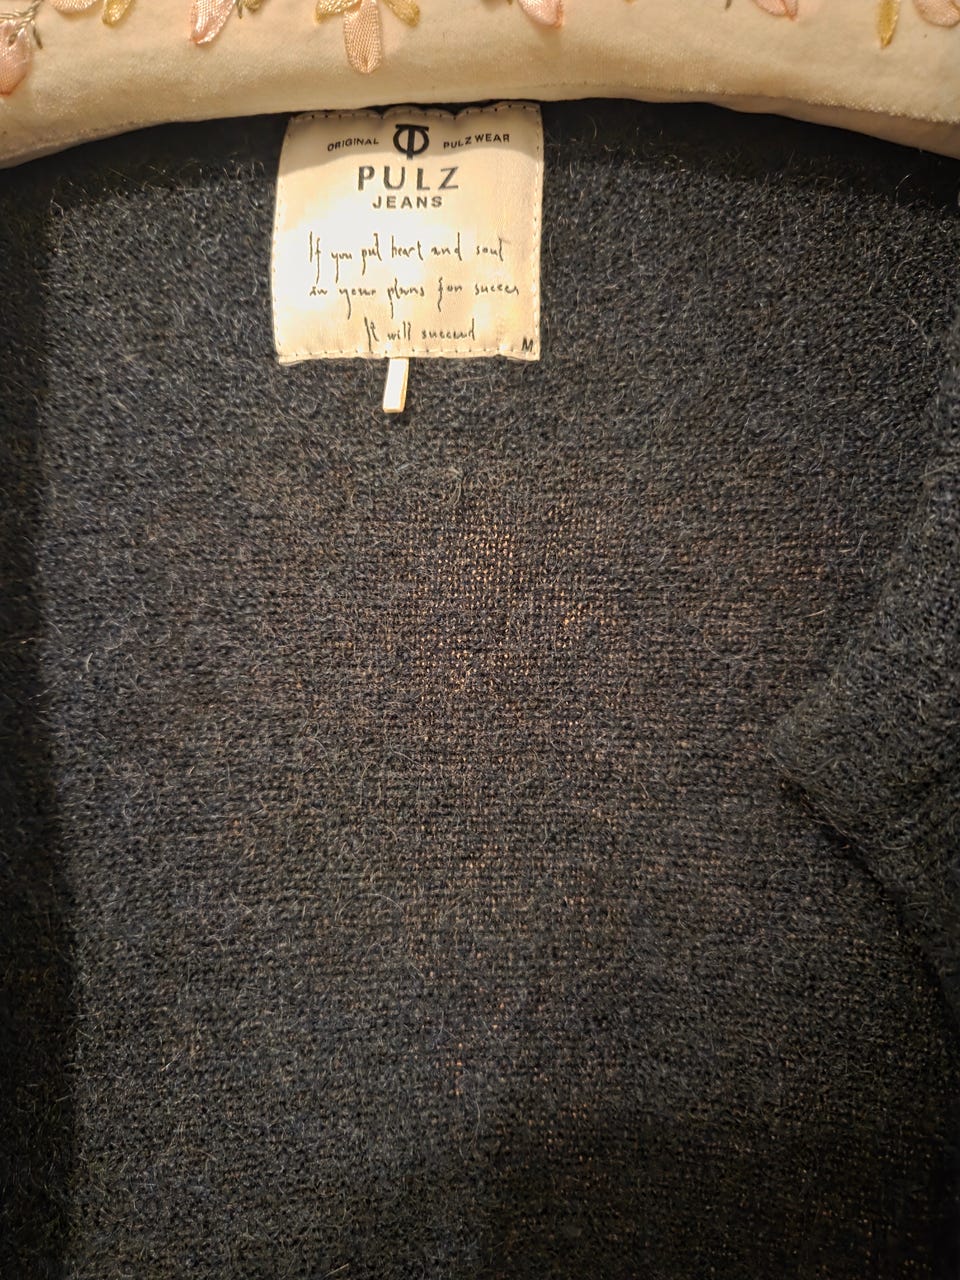 ORIGINAL PULZ WEAR
PULZ
JEANS
If you put heart and soul
in your plans for succes
It will succeed
M